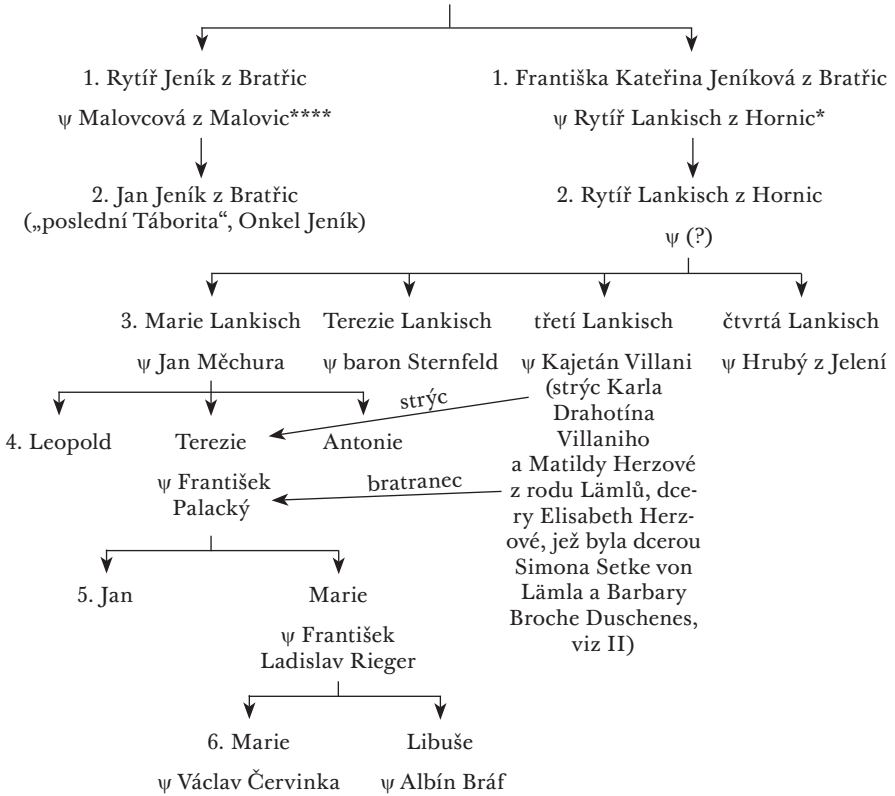 1. Rytíř Jeník z Bratřic
ψ Malovcová z Malovic****
1. Františka Kateřina Jeníková z Bratřic
ψ Rytíř Lankisch z Hornic*
2. Jan Jeník z Bratřic
(„poslední Táborita“, Onkel Jeník)
2. Rytíř Lankisch z Hornic
ψ (?)
3. Marie Lankisch
ψ Jan Měchura
Terezie Lankisch
ψ baron Sternfeld
třetí Lankisch
ψ Kajetán Villani
(strýc Karla
Drahotína
Villaniho
a Matildy Herzové
z rodu Lämlů, dce-
ry Elisabeth Herz-
ové, jež byla dcerou
Simona Setke von
Lämla a Barbary
Broche Duschenes,
viz II)
čtvrtá Lankisch
ψ Hrubý z Jelení
strýc
bratranec
4. Leopold
Terezie
ψ František
Palacký
Antonie
5. Jan
Marie
ψ František
Ladislav Rieger
6. Marie
ψ Václav Červinka
Libuše
ψ Albín Bráf